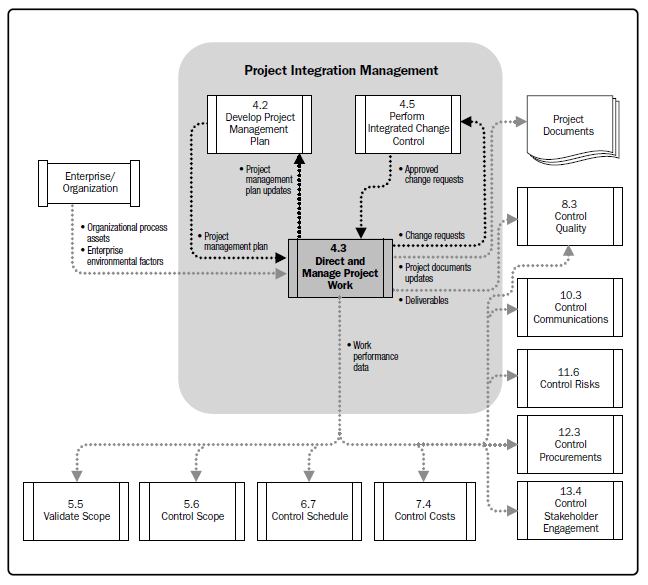 Project Integration Management
4.2
Develop Project
Management
Plan
4.5
Perform
Integrated Change
Control
Project
Documents
Enterprise/
Organization
• Project
management
plan updates
• Approved
change requests
8.3
Control
Quality
• Organizational process
assets
• Enterprise
environmental factors
• Project
management plan
4.3
Direct and
Manage Project
Work
• Change requests
• Project documents
updates
• Deliverables
10.3
Control
Communications
• Work
performance
data
11.6
Control Risks
12.3
Control
Procurements
5.5
Validate Scope
5.6
Control Scope
6.7
Control Schedule
7.4
Control Costs
13.4
Control
Stakeholder
Engagement